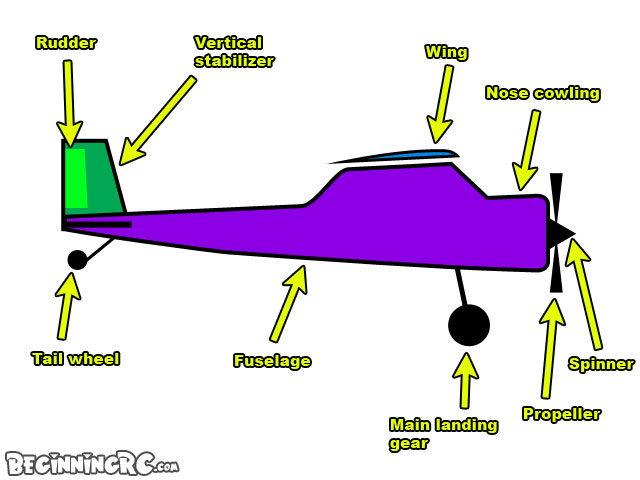 Rudder
Vertical
stabilizer
Wing
Nose cowling
Tail wheel
Fuselage
Main landing
gear
Propeller
Spinner
BeginningRC.com